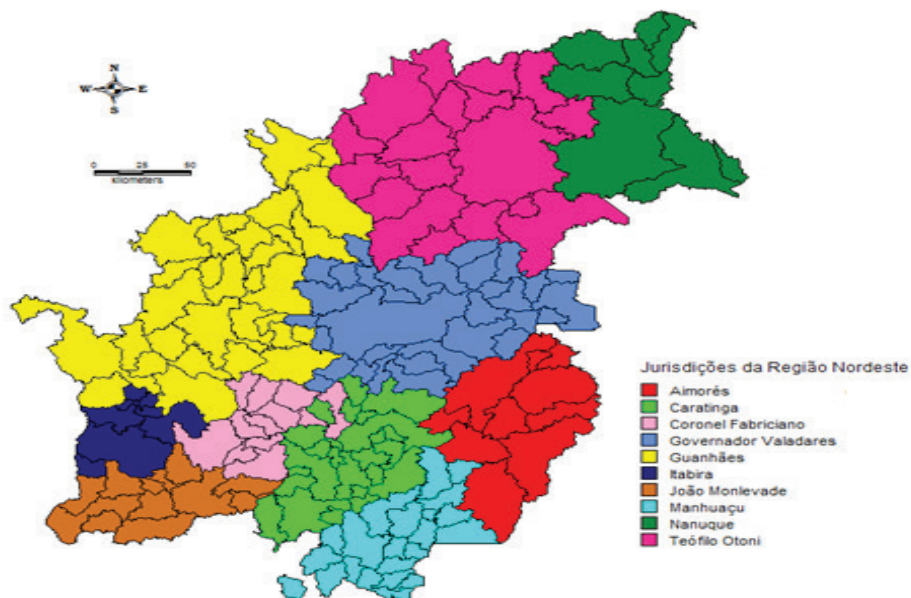 N
W E
S
0 25 50
kilometers
Jurisdições da Região Nordeste
Aimorés
Caratinga
Coronel Fabriciano
Governador Valadares
Guanhães
Itabira
João Monlevade
Manhuaçu
Nanuque
Teófilo Otoni